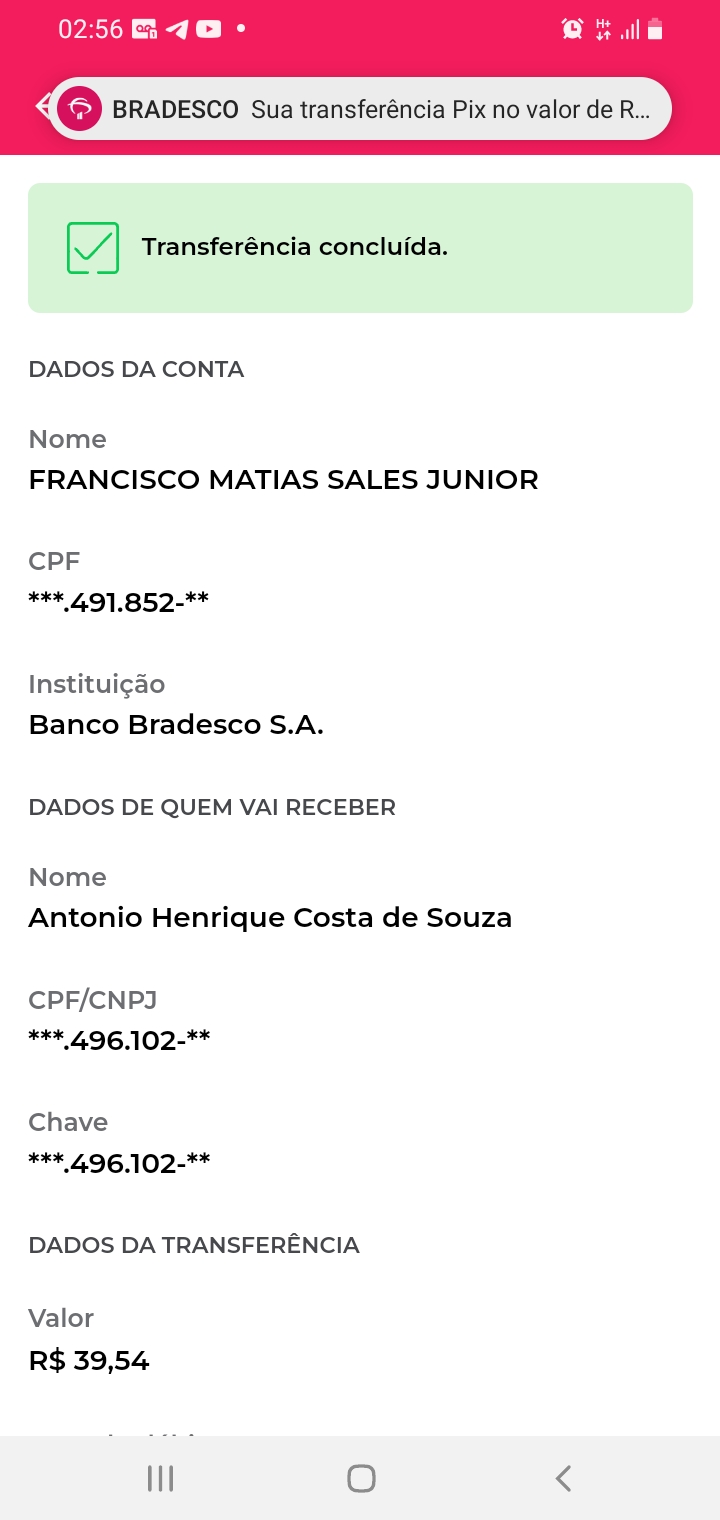 02:56
H+
BRADESCO Sua transferência Pix no valor de R...
Transferência concluída.
DADOS DA CONTA
Nome
FRANCISCO MATIAS SALES JUNIOR
CPF
***.491.852-**
Instituição
Banco Bradesco S.A.
DADOS DE QUEM VAI RECEBER
Nome
Antonio Henrique Costa de Souza
CPF/CNPJ
***.496.102-**
Chave
***.496.102-**
DADOS DA TRANSFERÊNCIA
Valor
R$ 39,54